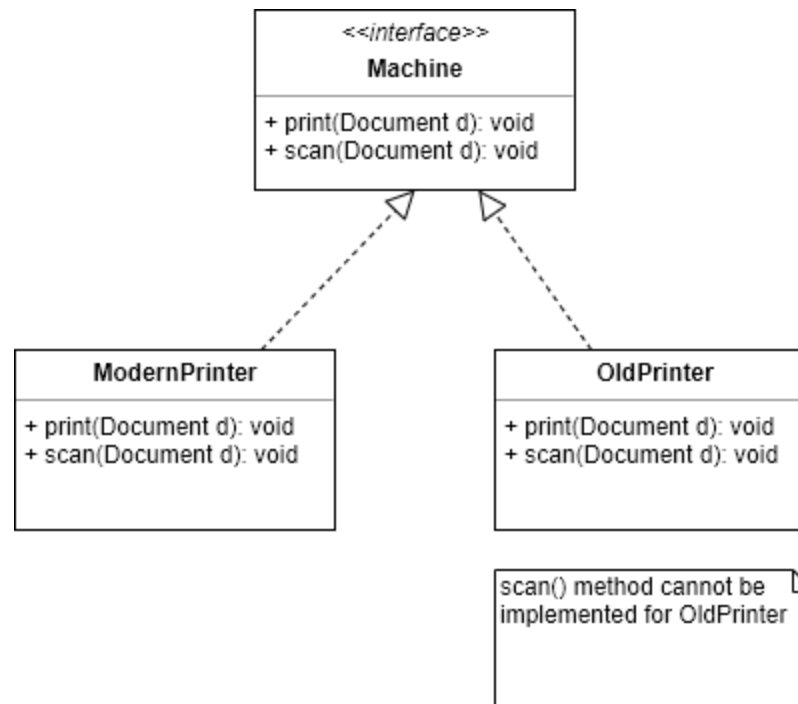 <<interface>>
Machine
+ print(Document d): void
+ scan(Document d): void
ModernPrinter
+ print(Document d): void
+ scan(Document d): void
OldPrinter
+ print(Document d): void
+ scan(Document d): void
scan() method cannot be
implemented for OldPrinter